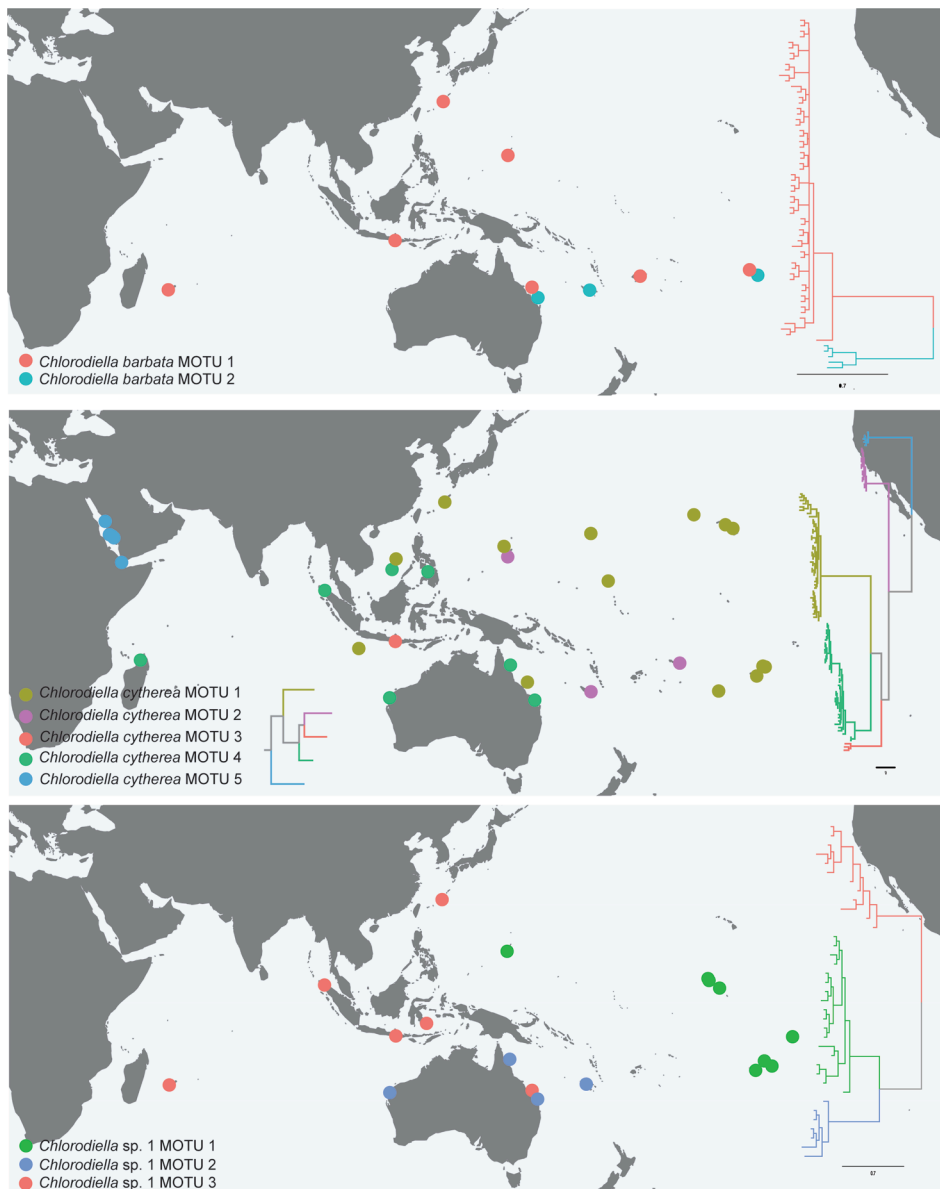 Chlorodiella barbata MOTU 1
Chlorodiella barbata MOTU 2
0.7
Chlorodiella cytherea MOTU 1
Chlorodiella cytherea MOTU 2
Chlorodiella cytherea MOTU 3
Chlorodiella cytherea MOTU 4
Chlorodiella cytherea MOTU 5
Chlorodiella sp. 1 MOTU 1
Chlorodiella sp. 1 MOTU 2
Chlorodiella sp. 1 MOTU 3
0.7